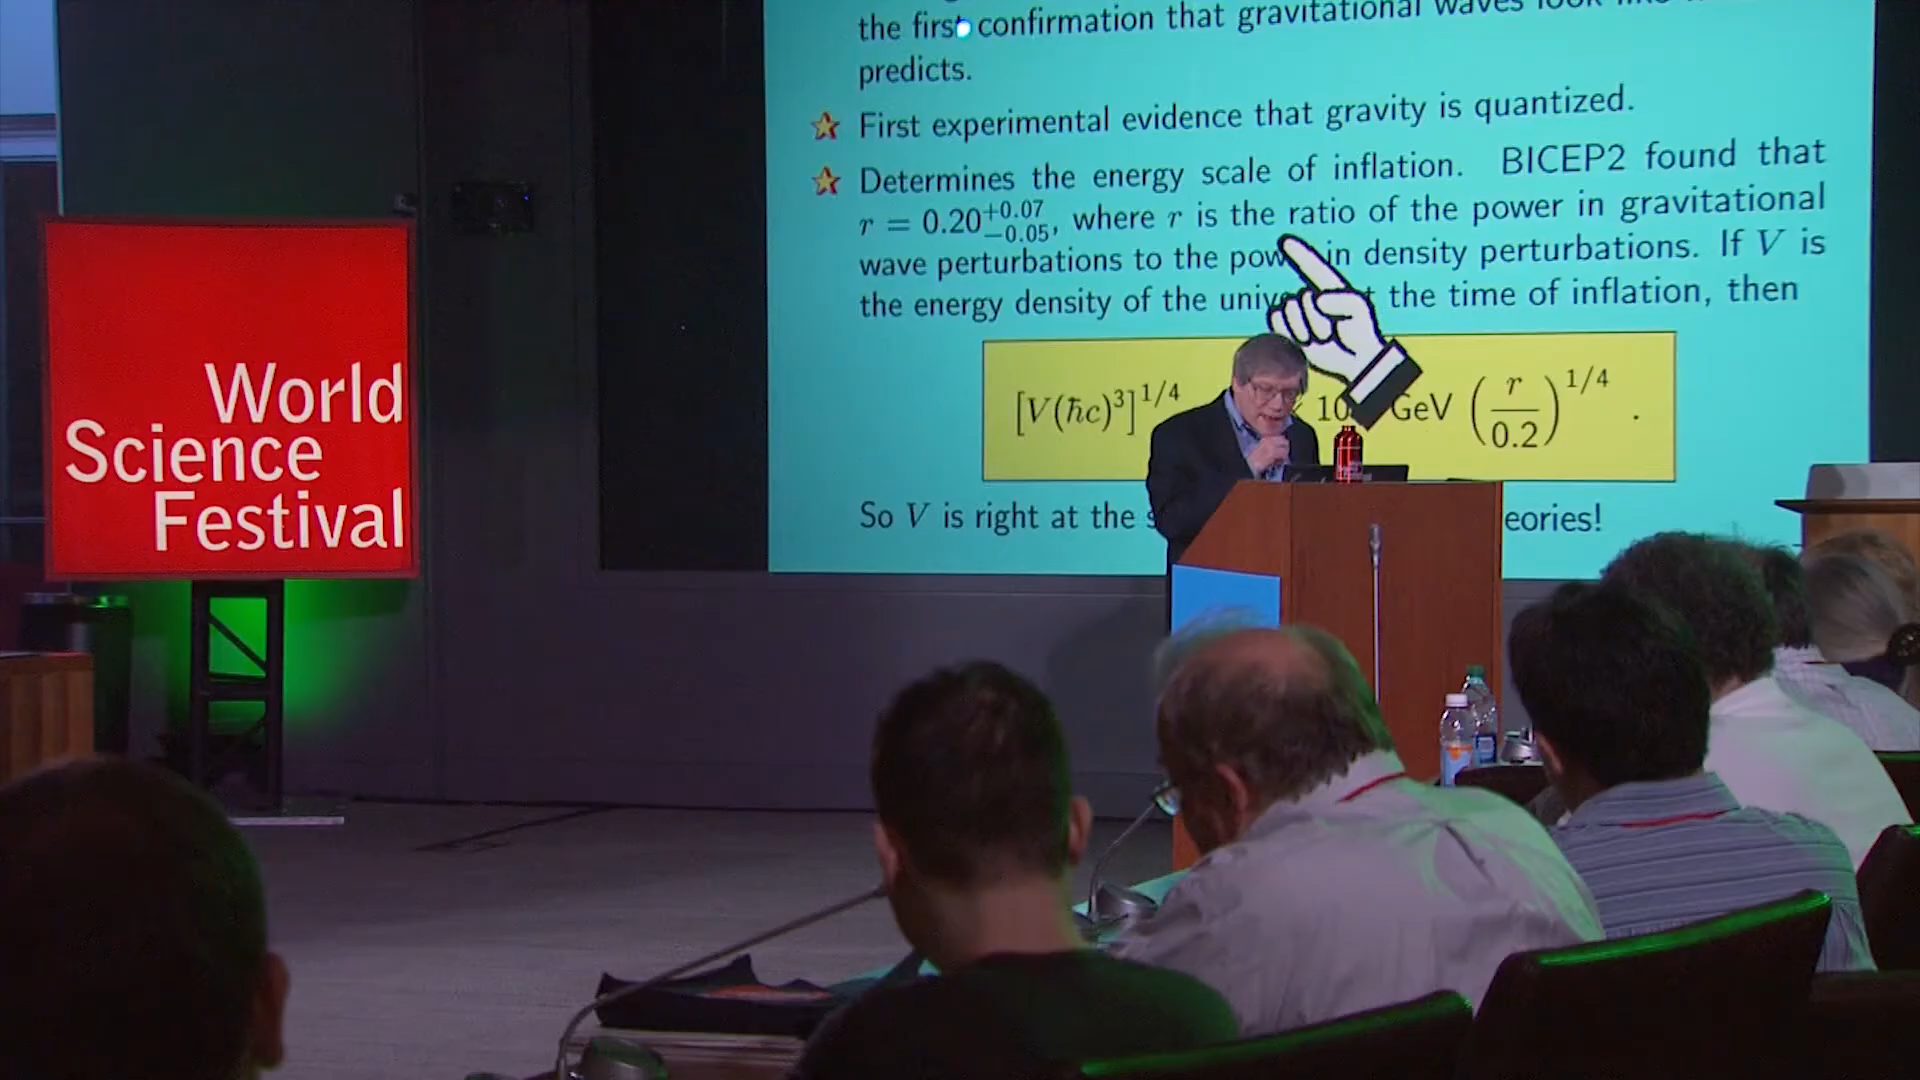 World
Science
Festival
the first confirmation that gravitational waves look like
predicts.
First experimental evidence that gravity is quantized.
Determines the energy scale of inflation. BICEP2 found that
r = 0.20+0.07−0.05, where r is the ratio of the power in gravitational
wave perturbations to the in density perturbations. If V is
the energy density of the the time of inflation, then
[V(ħc)³]^1/4 GeV (r/0.2)^1/4 .
So V is right at the eories!